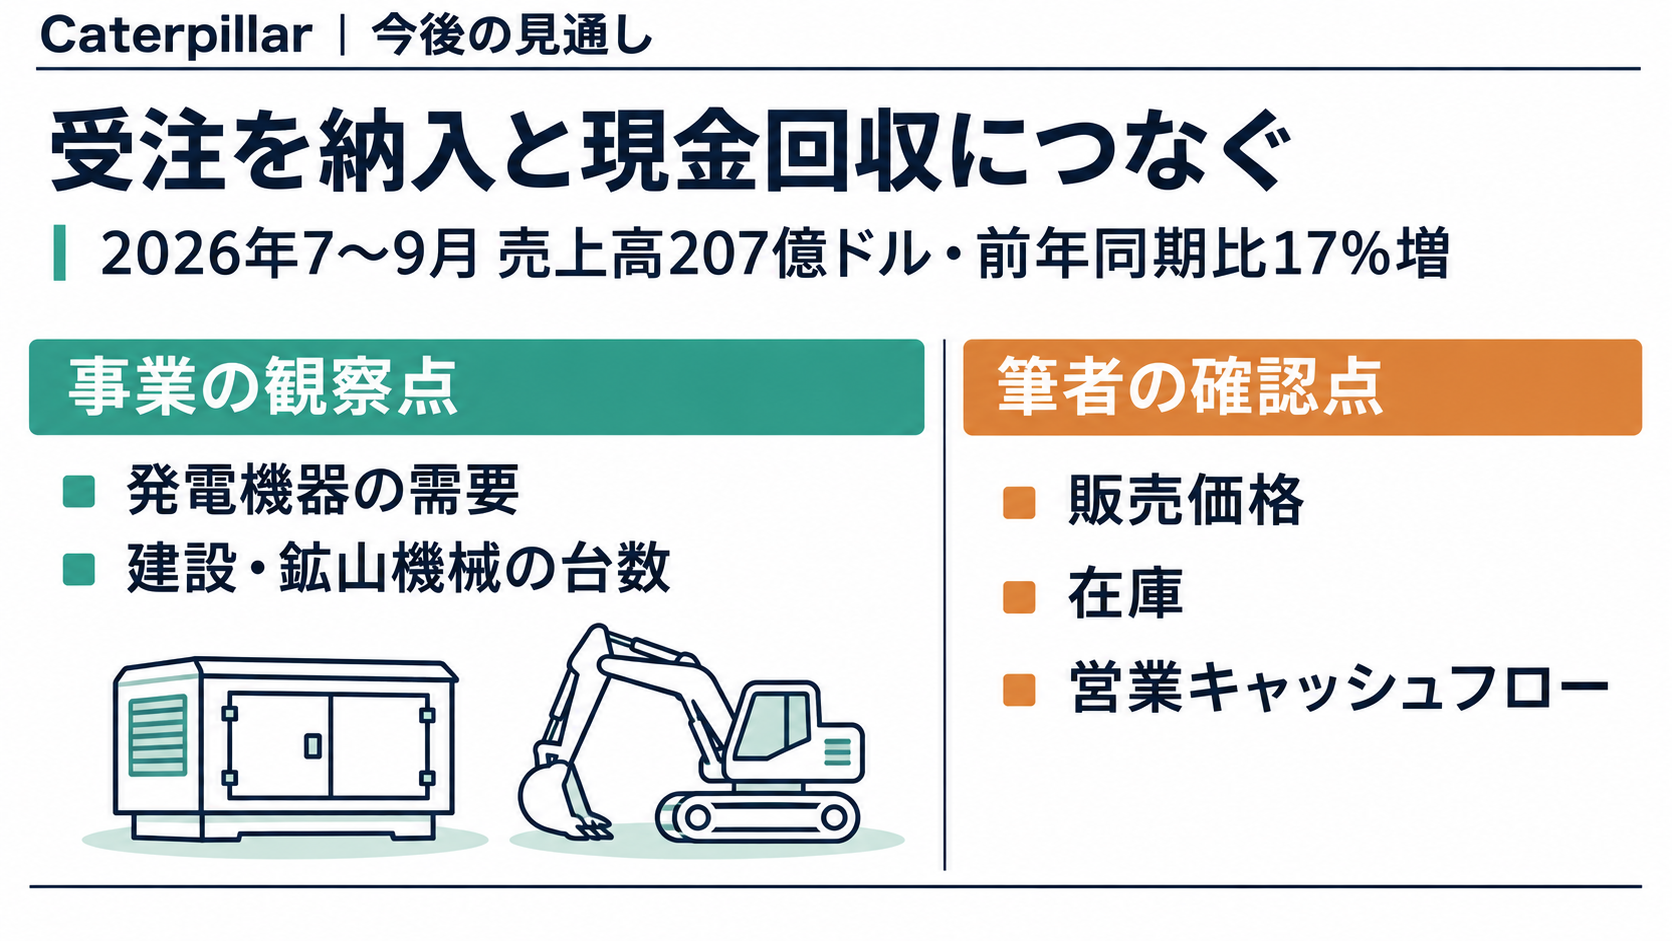 Caterpillar｜今後の見通し
受注を納入と現金回収につなぐ
2026年7〜9月 売上高207億ドル・前年同期比17%増
事業の観察点
発電機器の需要
建設・鉱山機械の台数
筆者の確認点
販売価格
在庫
営業キャッシュフロー